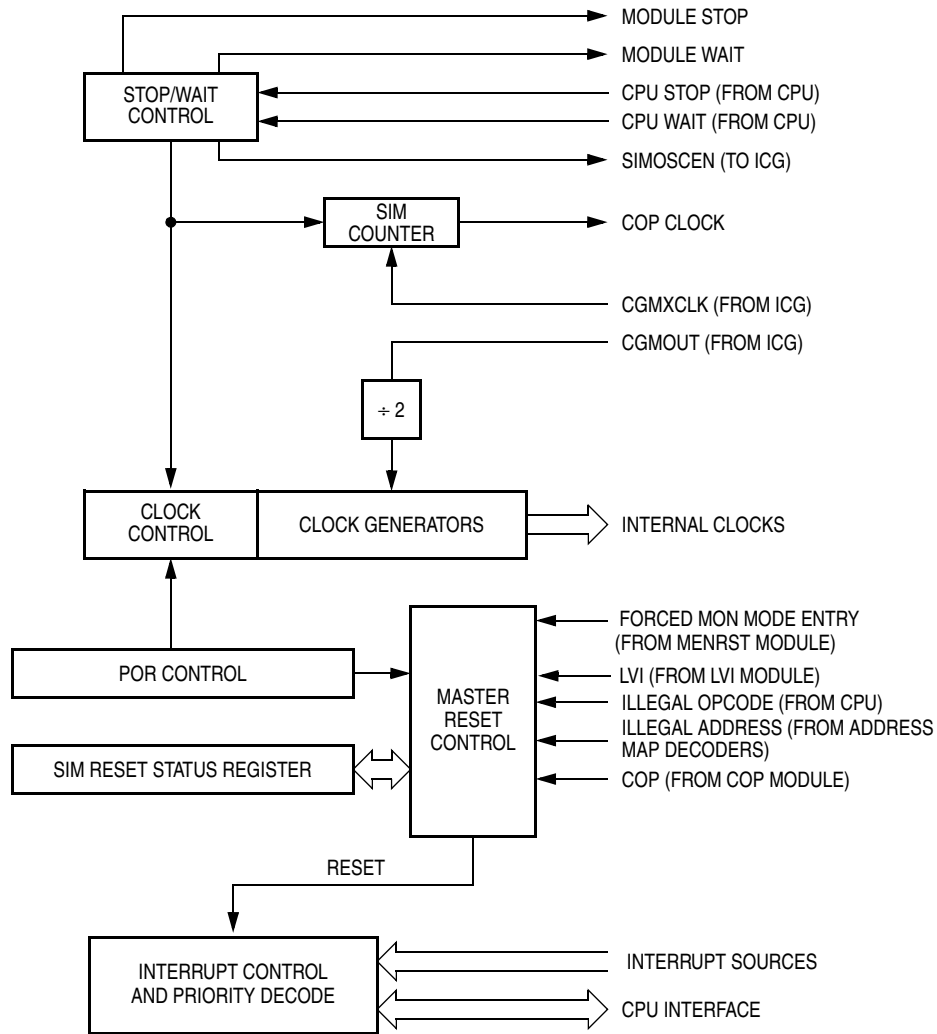 MODULE STOP
MODULE WAIT
STOP/WAIT
CONTROL
CPU STOP (FROM CPU)
CPU WAIT (FROM CPU)
SIMOSCEN (TO ICG)
SIM
COUNTER
COP CLOCK
CGMXCLK (FROM ICG)
CGMOUT (FROM ICG)
÷ 2
CLOCK
CONTROL
CLOCK GENERATORS
INTERNAL CLOCKS
FORCED MON MODE ENTRY
(FROM MENRST MODULE)
POR CONTROL
LVI (FROM LVI MODULE)
MASTER
RESET
CONTROL
ILLEGAL OPCODE (FROM CPU)
ILLEGAL ADDRESS (FROM ADDRESS
MAP DECODERS)
SIM RESET STATUS REGISTER
COP (FROM COP MODULE)
RESET
INTERRUPT CONTROL
AND PRIORITY DECODE
INTERRUPT SOURCES
CPU INTERFACE